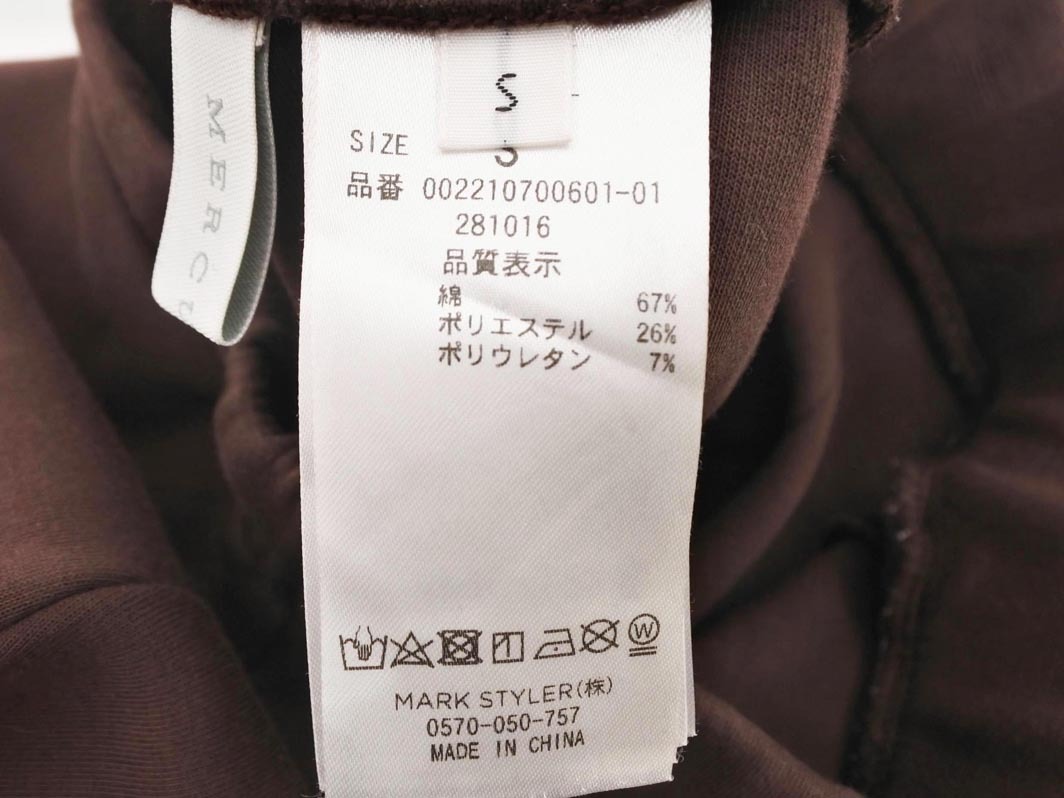 MERCU
S
SIZE S
品番 002210700601-01
281016
品質表示
綿 67%
ポリエステル 26%
ポリウレタン 7%
W
MARK STYLER(株)
0570-050-757
MADE IN CHINA